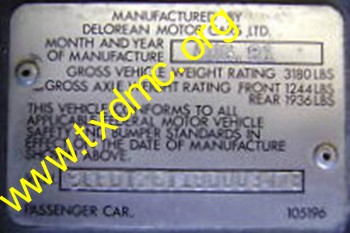 MANUFACTURED BY
DELOREAN MOTOR LTD.
MONTH AND YEAR
OF MANUFACTURE
GROSS VEHICLE WEIGHT RATING 3180 LBS
GROSS AXLE WEIGHT RATING FRONT 1244 LBS
REAR 1936 LBS
THIS VEHICLE CONFORMS TO ALL
APPLICABLE FEDERAL MOTOR VEHICLE
SAFETY AND BUMPER STANDARDS IN
EFFECT ON THE DATE OF MANUFACTURE
SHOWN ABOVE.
PASSENGER CAR. 105196
www.txdmc.org